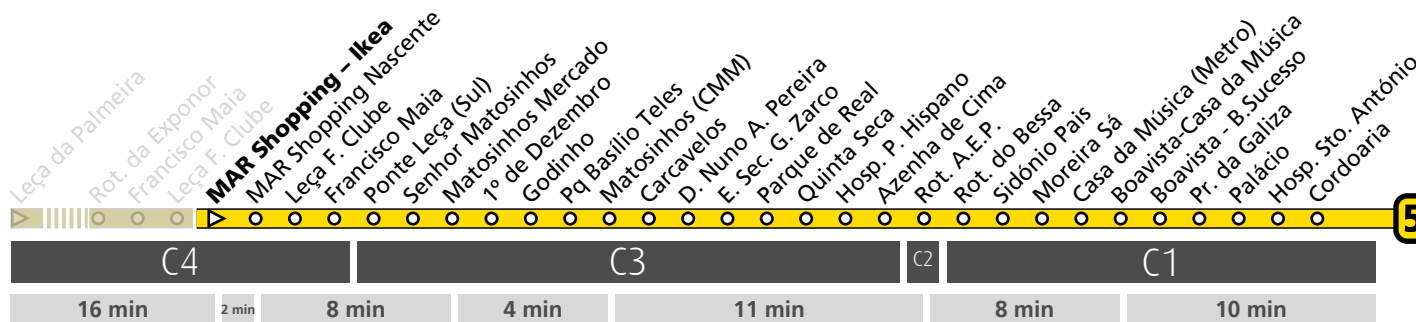 Leça da Palmeira
Rot. da Exponor
Francisco Maia
Leça F. Clube
MAR Shopping – Ikea
MAR Shopping Nascente
Leça F. Clube
Francisco Maia
Ponte Leça (Sul)
Senhor Matosinhos
Matosinhos Mercado
1º de Dezembro
Godinho
Pq Basílio Teles
Matosinhos (CMM)
Carcavelos
D. Nuno A. Pereira
E. Sec. G. Zarco
Parque de Real
Quinta Seca
Hosp. P. Hispano
Azenha de Cima
Rot. A.E.P.
Rot. do Bessa
Sidónio Pais
Moreira Sá
Casa da Música (Metro)
Boavista-Casa da Música
Boavista - B.Sucesso
Pr. da Galiza
Palácio
Hosp. Sto. António
Cordoaria
5
C4 C3 C2 C1
16 min 2 min 8 min 4 min 11 min 8 min 10 min